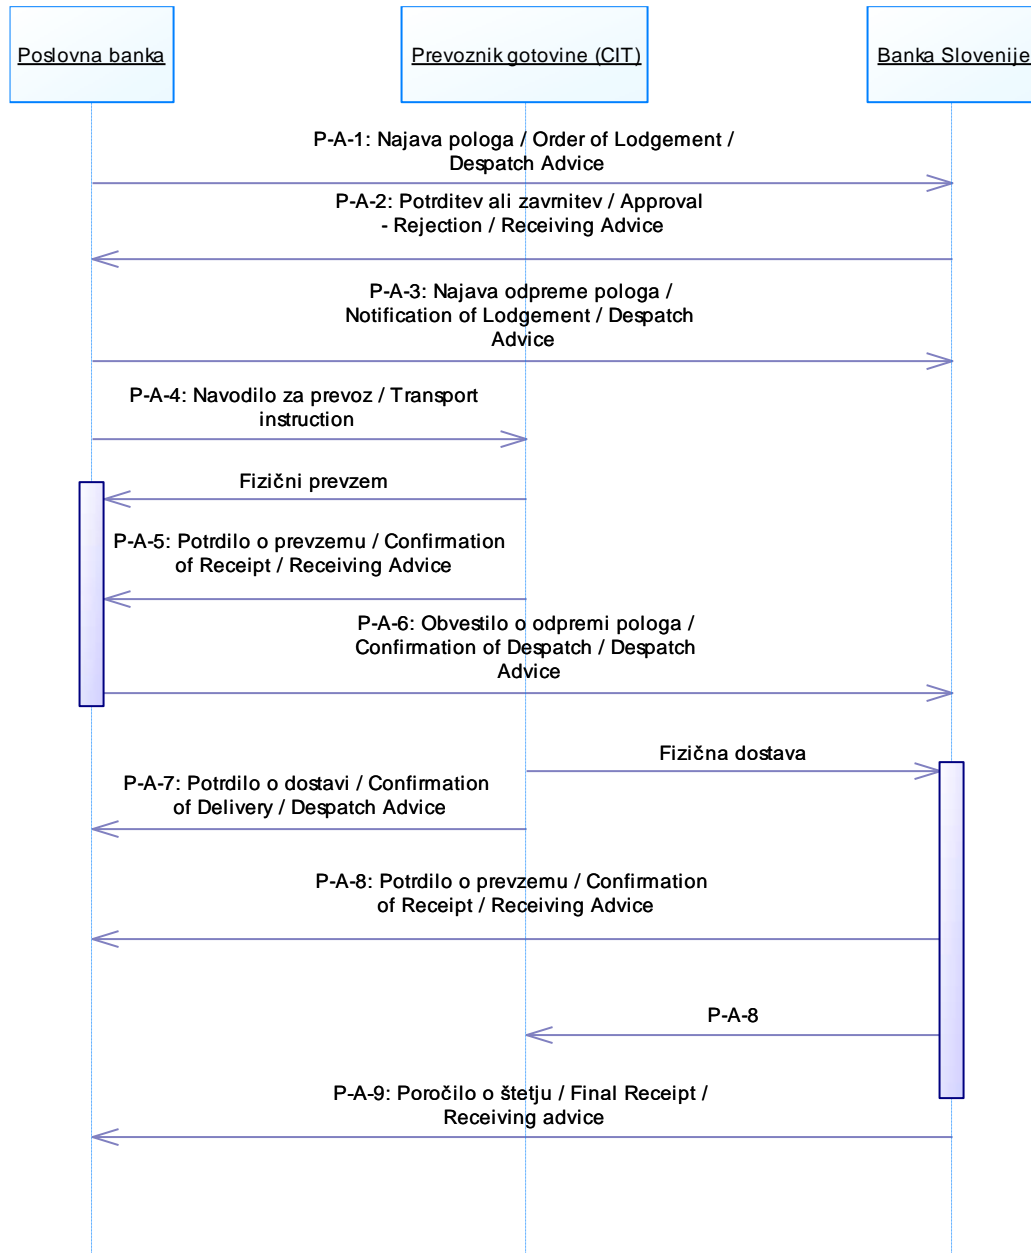 Poslovna banka
Prevoznik gotovine (CIT)
Banka Slovenije
P-A-1: Najava pologa / Order of Lodgement /
Despatch Advice
P-A-2: Potrditev ali zavrnitev / Approval
- Rejection / Receiving Advice
P-A-3: Najava odpreme pologa /
Notification of Lodgement / Despatch
Advice
P-A-4: Navodilo za prevoz / Transport
instruction
Fizični prevzem
P-A-5: Potrdilo o prevzemu / Confirmation
of Receipt / Receiving Advice
P-A-6: Obvestilo o odpremi pologa /
Confirmation of Despatch / Despatch
Advice
Fizična dostava
P-A-7: Potrdilo o dostavi / Confirmation
of Delivery / Despatch Advice
P-A-8: Potrdilo o prevzemu / Confirmation
of Receipt / Receiving Advice
P-A-8
P-A-9: Poročilo o štetju / Final Receipt /
Receiving advice